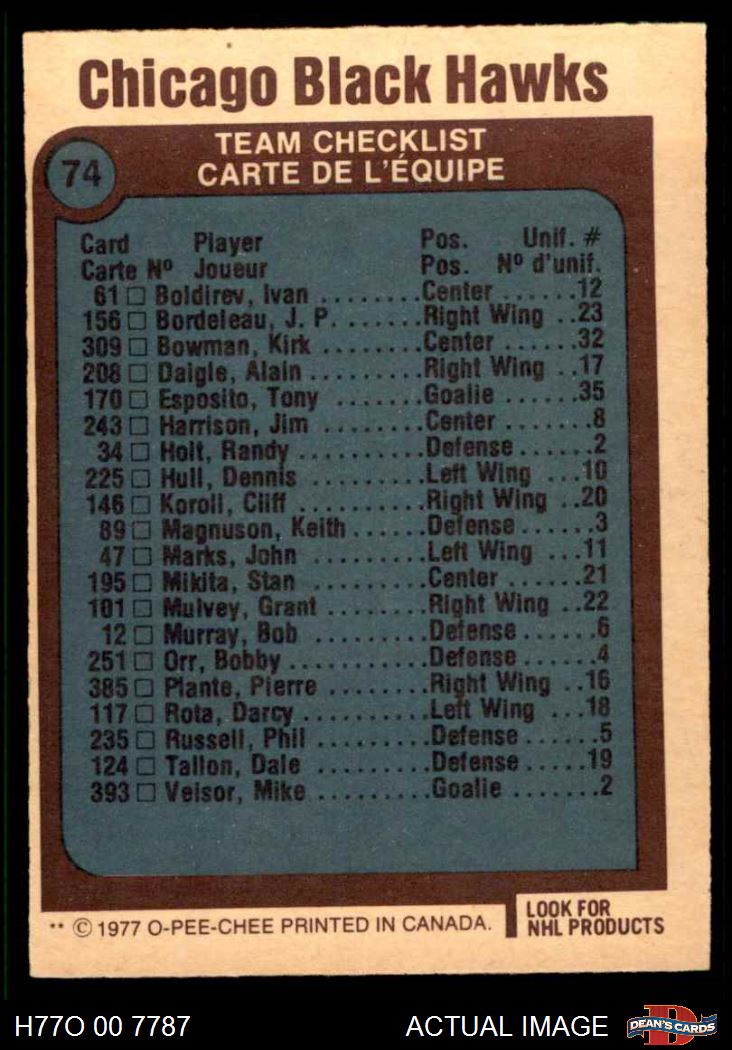 Chicago Black Hawks
74
TEAM CHECKLIST
CARTE DE L'ÉQUIPE
Card Player Pos. Unif. #
Carte Nº Joueur Pos. Nº d'unif.
61 □ Boldirev, Ivan ........Center ......12
156 □ Bordeleau, J. P. .......Right Wing ..23
309 □ Bowman, Kirk ........Center ......32
208 □ Daigle, Alain .........Right Wing ..17
170 □ Esposito, Tony .......Goalie ......35
243 □ Harrison, Jim ........Center .......8
34 □ Holt, Randy ..........Defense ......2
225 □ Hull, Dennis .........Left Wing ...10
146 □ Koroll, Cliff .........Right Wing ..20
89 □ Magnuson, Keith ......Defense ......3
47 □ Marks, John .........Left Wing ...11
195 □ Mikita, Stan .........Center ......21
101 □ Mulvey, Grant ........Right Wing ..22
12 □ Murray, Bob .........Defense ......6
251 □ Orr, Bobby ...........Defense ......4
385 □ Plante, Pierre ........Right Wing ..16
117 □ Rota, Darcy ..........Left Wing ...18
235 □ Russell, Phil .........Defense ......5
124 □ Tallon, Dale .........Defense .....19
393 □ Veisor, Mike .........Goalie .......2
** © 1977 O-PEE-CHEE PRINTED IN CANADA.
LOOK FOR
NHL PRODUCTS
H77O 00 7787 ACTUAL IMAGE
D
DEAN'S CARDS